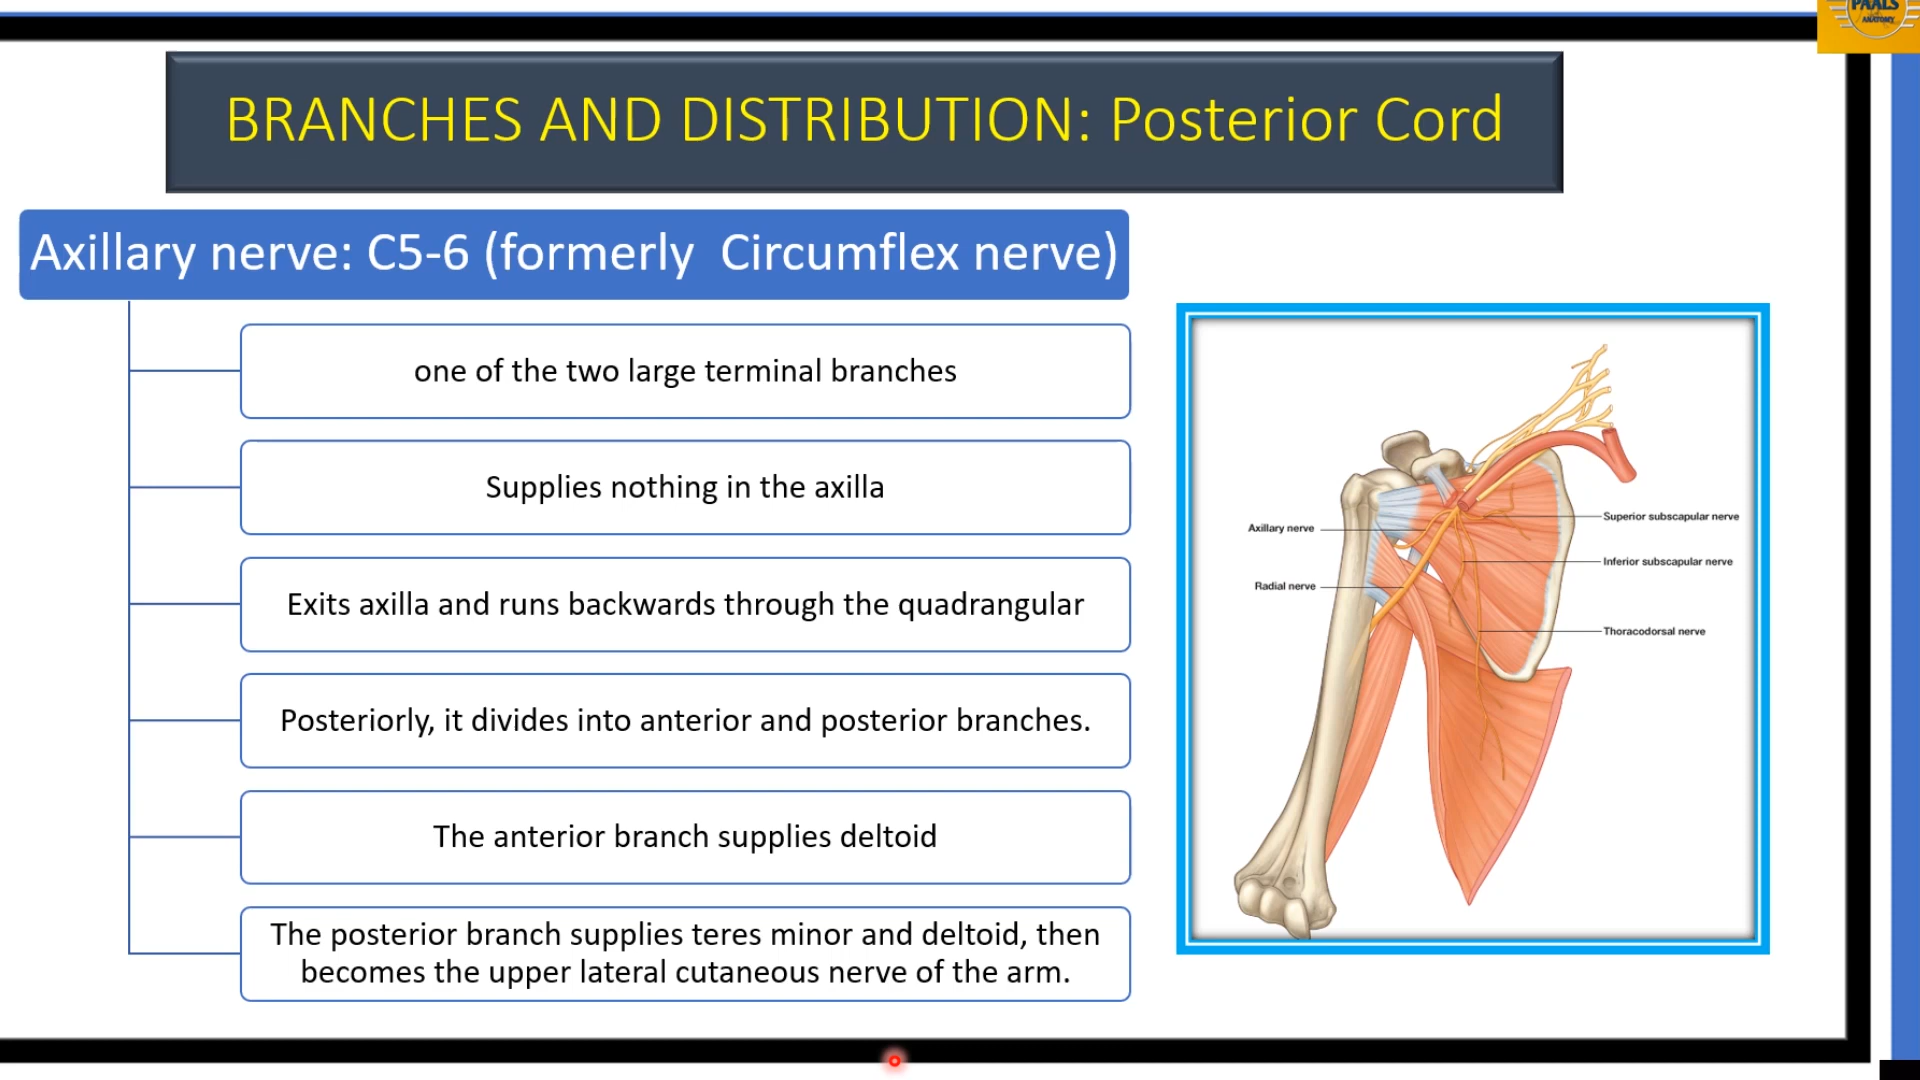 PAALS
ANATOMY
BRANCHES AND DISTRIBUTION: Posterior Cord
Axillary nerve: C5-6 (formerly Circumflex nerve)
one of the two large terminal branches
Supplies nothing in the axilla
Exits axilla and runs backwards through the quadrangular
Posteriorly, it divides into anterior and posterior branches.
The anterior branch supplies deltoid
The posterior branch supplies teres minor and deltoid, then
becomes the upper lateral cutaneous nerve of the arm.
Axillary nerve
Radial nerve
Superior subscapular nerve
Inferior subscapular nerve
Thoracodorsal nerve